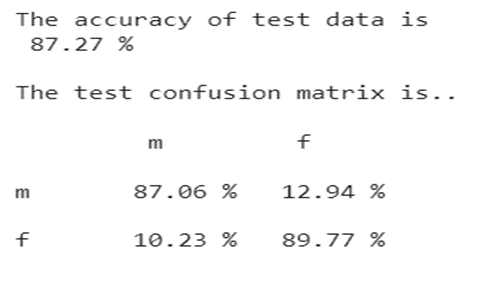 The accuracy of test data is
87.27 %
The test confusion matrix is..
m f
m 87.06 % 12.94 %
f 10.23 % 89.77 %